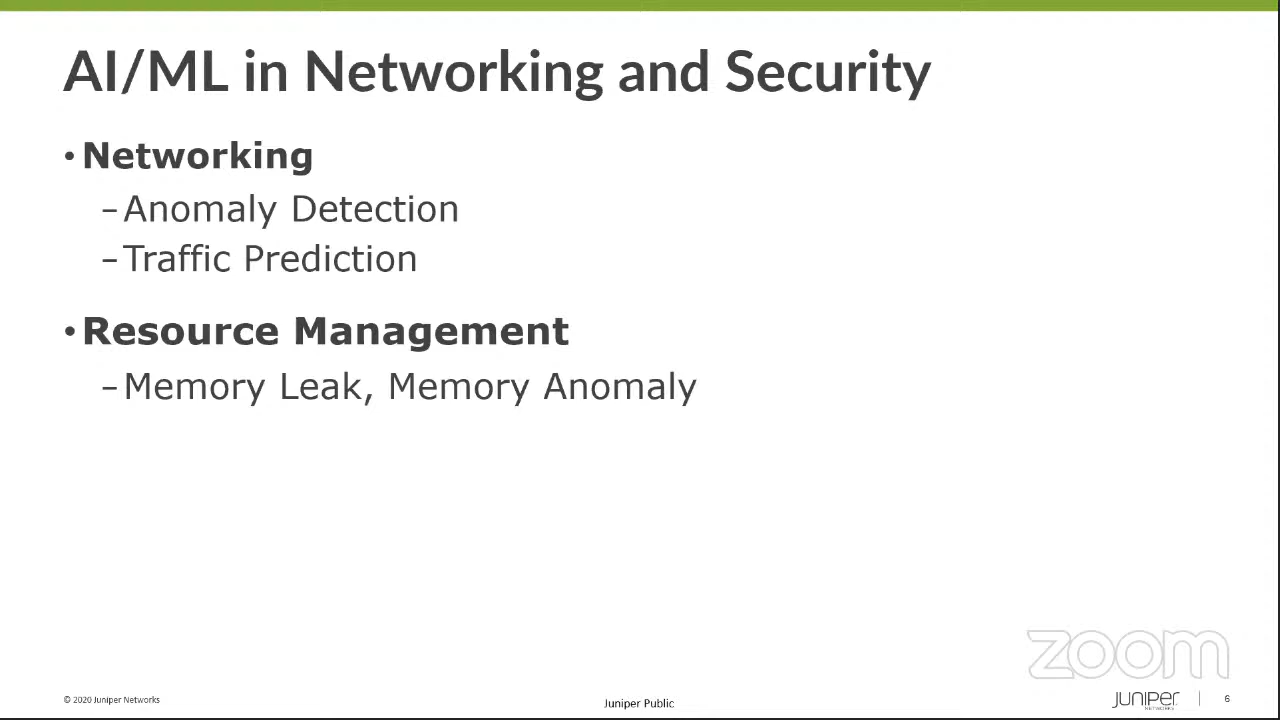 AI/ML in Networking and Security
• Networking
–Anomaly Detection
–Traffic Prediction
• Resource Management
–Memory Leak, Memory Anomaly
zoom
© 2020 Juniper Networks
Juniper Public
JUNIPER
NETWORKS
6